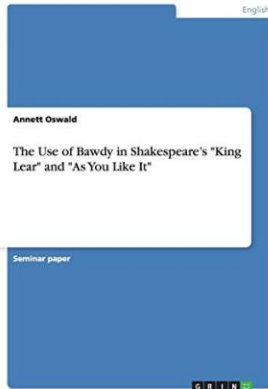 English
Annett Oswald
The Use of Bawdy in Shakespeare's "King
Lear" and "As You Like It"
Seminar paper
GRIN